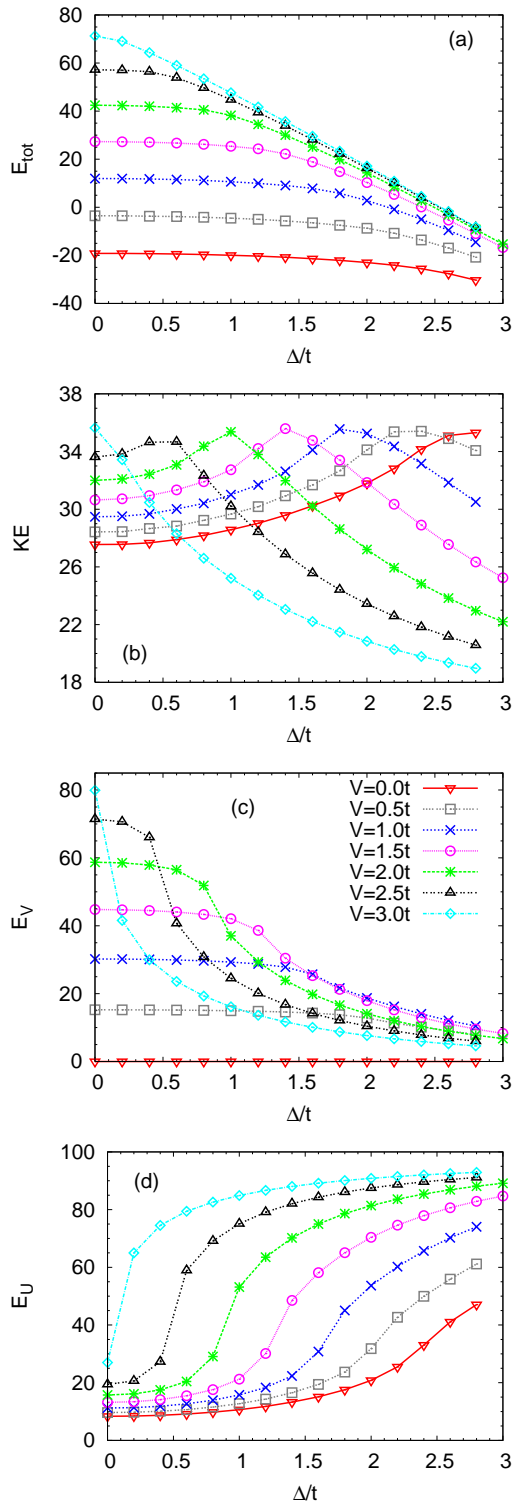 (a)
E_tot
80
60
40
20
0
-20
-40
0 0.5 1 1.5 2 2.5 3
Δ/t
KE
36
34
30
26
22
18
(b)
0 0.5 1 1.5 2 2.5 3
Δ/t
E_V
80
60
40
20
0
(c)
V=0.0t
V=0.5t
V=1.0t
V=1.5t
V=2.0t
V=2.5t
V=3.0t
0 0.5 1 1.5 2 2.5 3
Δ/t
E_U
100
80
60
40
20
0
(d)
0 0.5 1 1.5 2 2.5 3
Δ/t